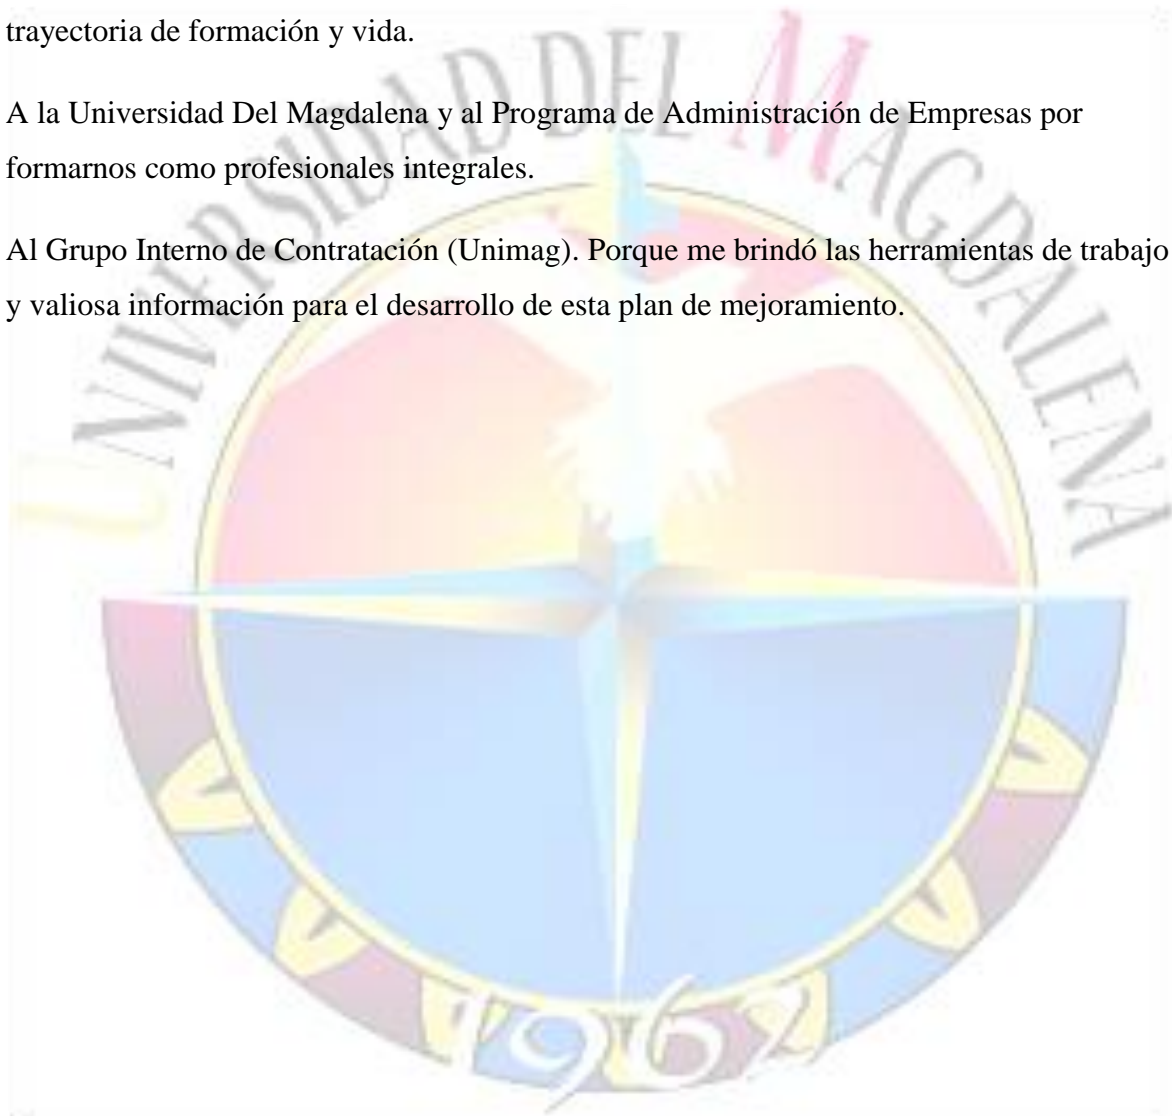 trayectoria de formación y vida.
A la Universidad Del Magdalena y al Programa de Administración de Empresas por
formarnos como profesionales integrales.
Al Grupo Interno de Contratación (Unimag). Porque me brindó las herramientas de trabajo
y valiosa información para el desarrollo de esta plan de mejoramiento.
UNIVERSIDAD DEL MAGDALENA
1962